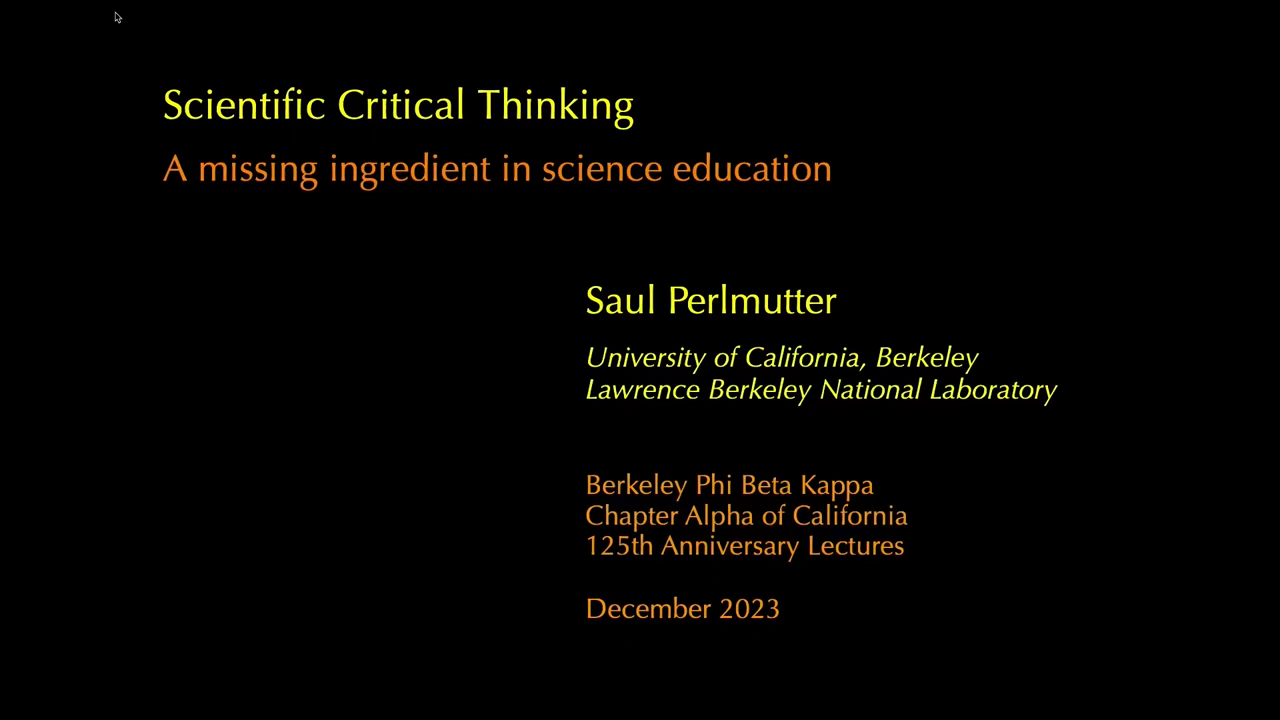 Scientific Critical Thinking
A missing ingredient in science education
Saul Perlmutter
University of California, Berkeley
Lawrence Berkeley National Laboratory
Berkeley Phi Beta Kappa
Chapter Alpha of California
125th Anniversary Lectures
December 2023